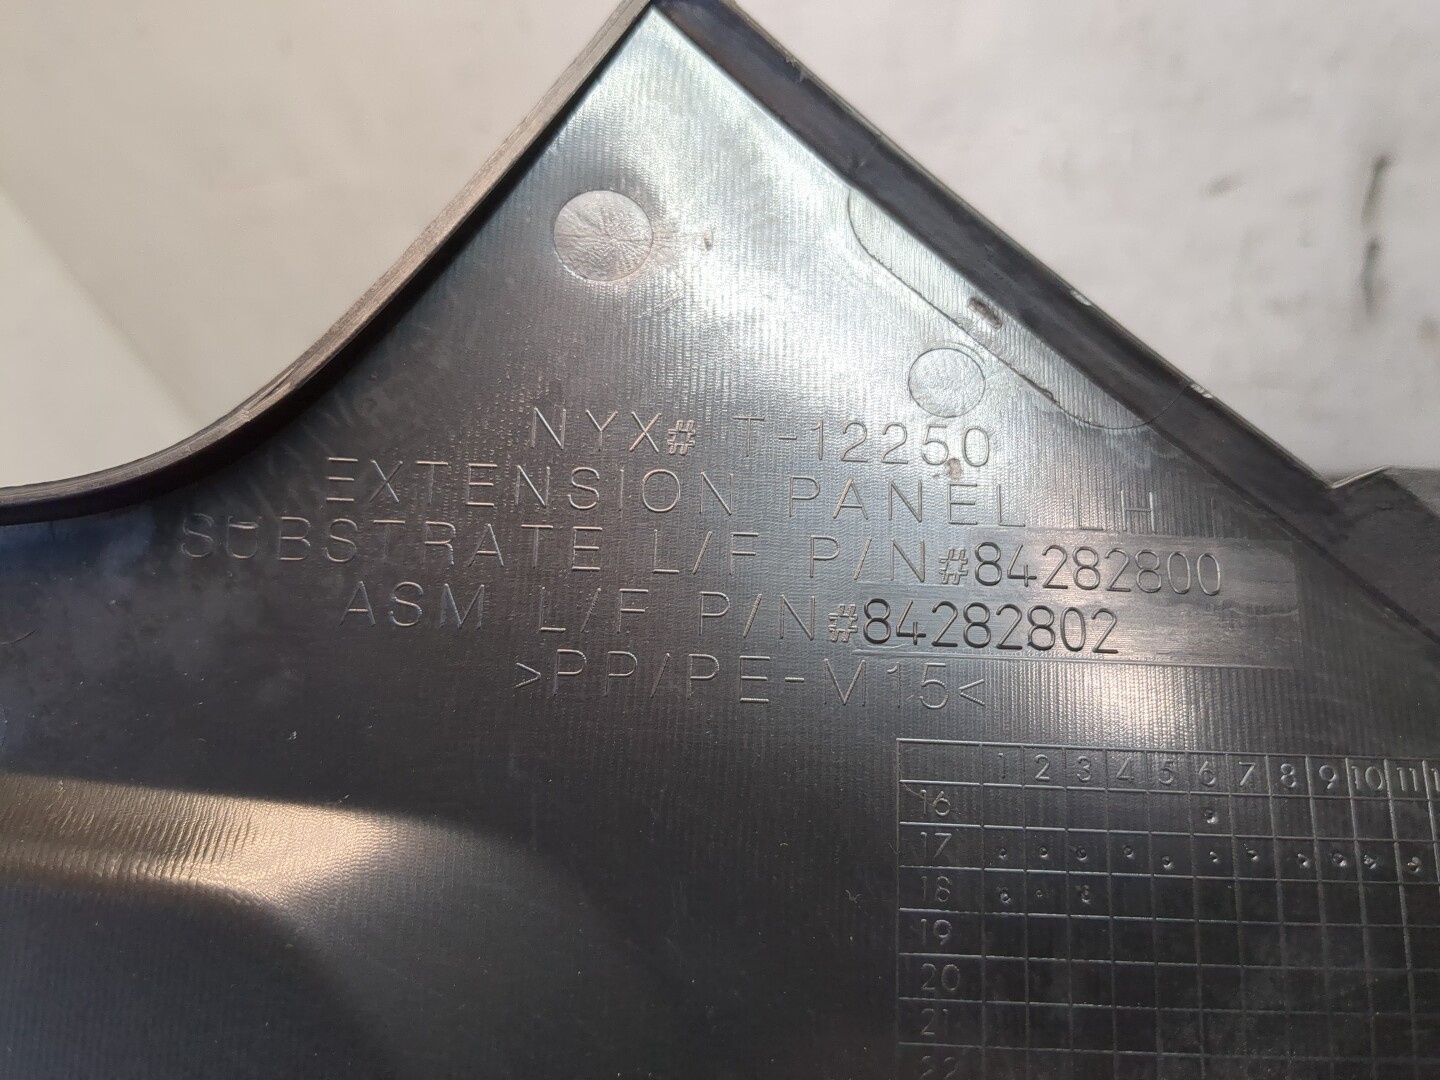 NYX# T-12250
EXTENSION PANEL LH
SUBSTRATE L/F P/N#84282800
ASM L/F P/N#84282802
>PP/PE-M15<
1 2 3 4 5 6 7 8 9 10 11
16
17
18
19
20
21
22